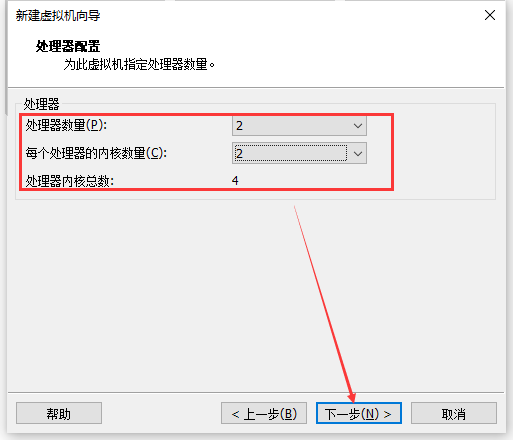 新建虚拟机向导
处理器配置
为此虚拟机指定处理器数量。
处理器
处理器数量(P): 2
每个处理器的内核数量(C): 2
处理器内核总数: 4
帮助 < 上一步(B) 下一步(N) > 取消